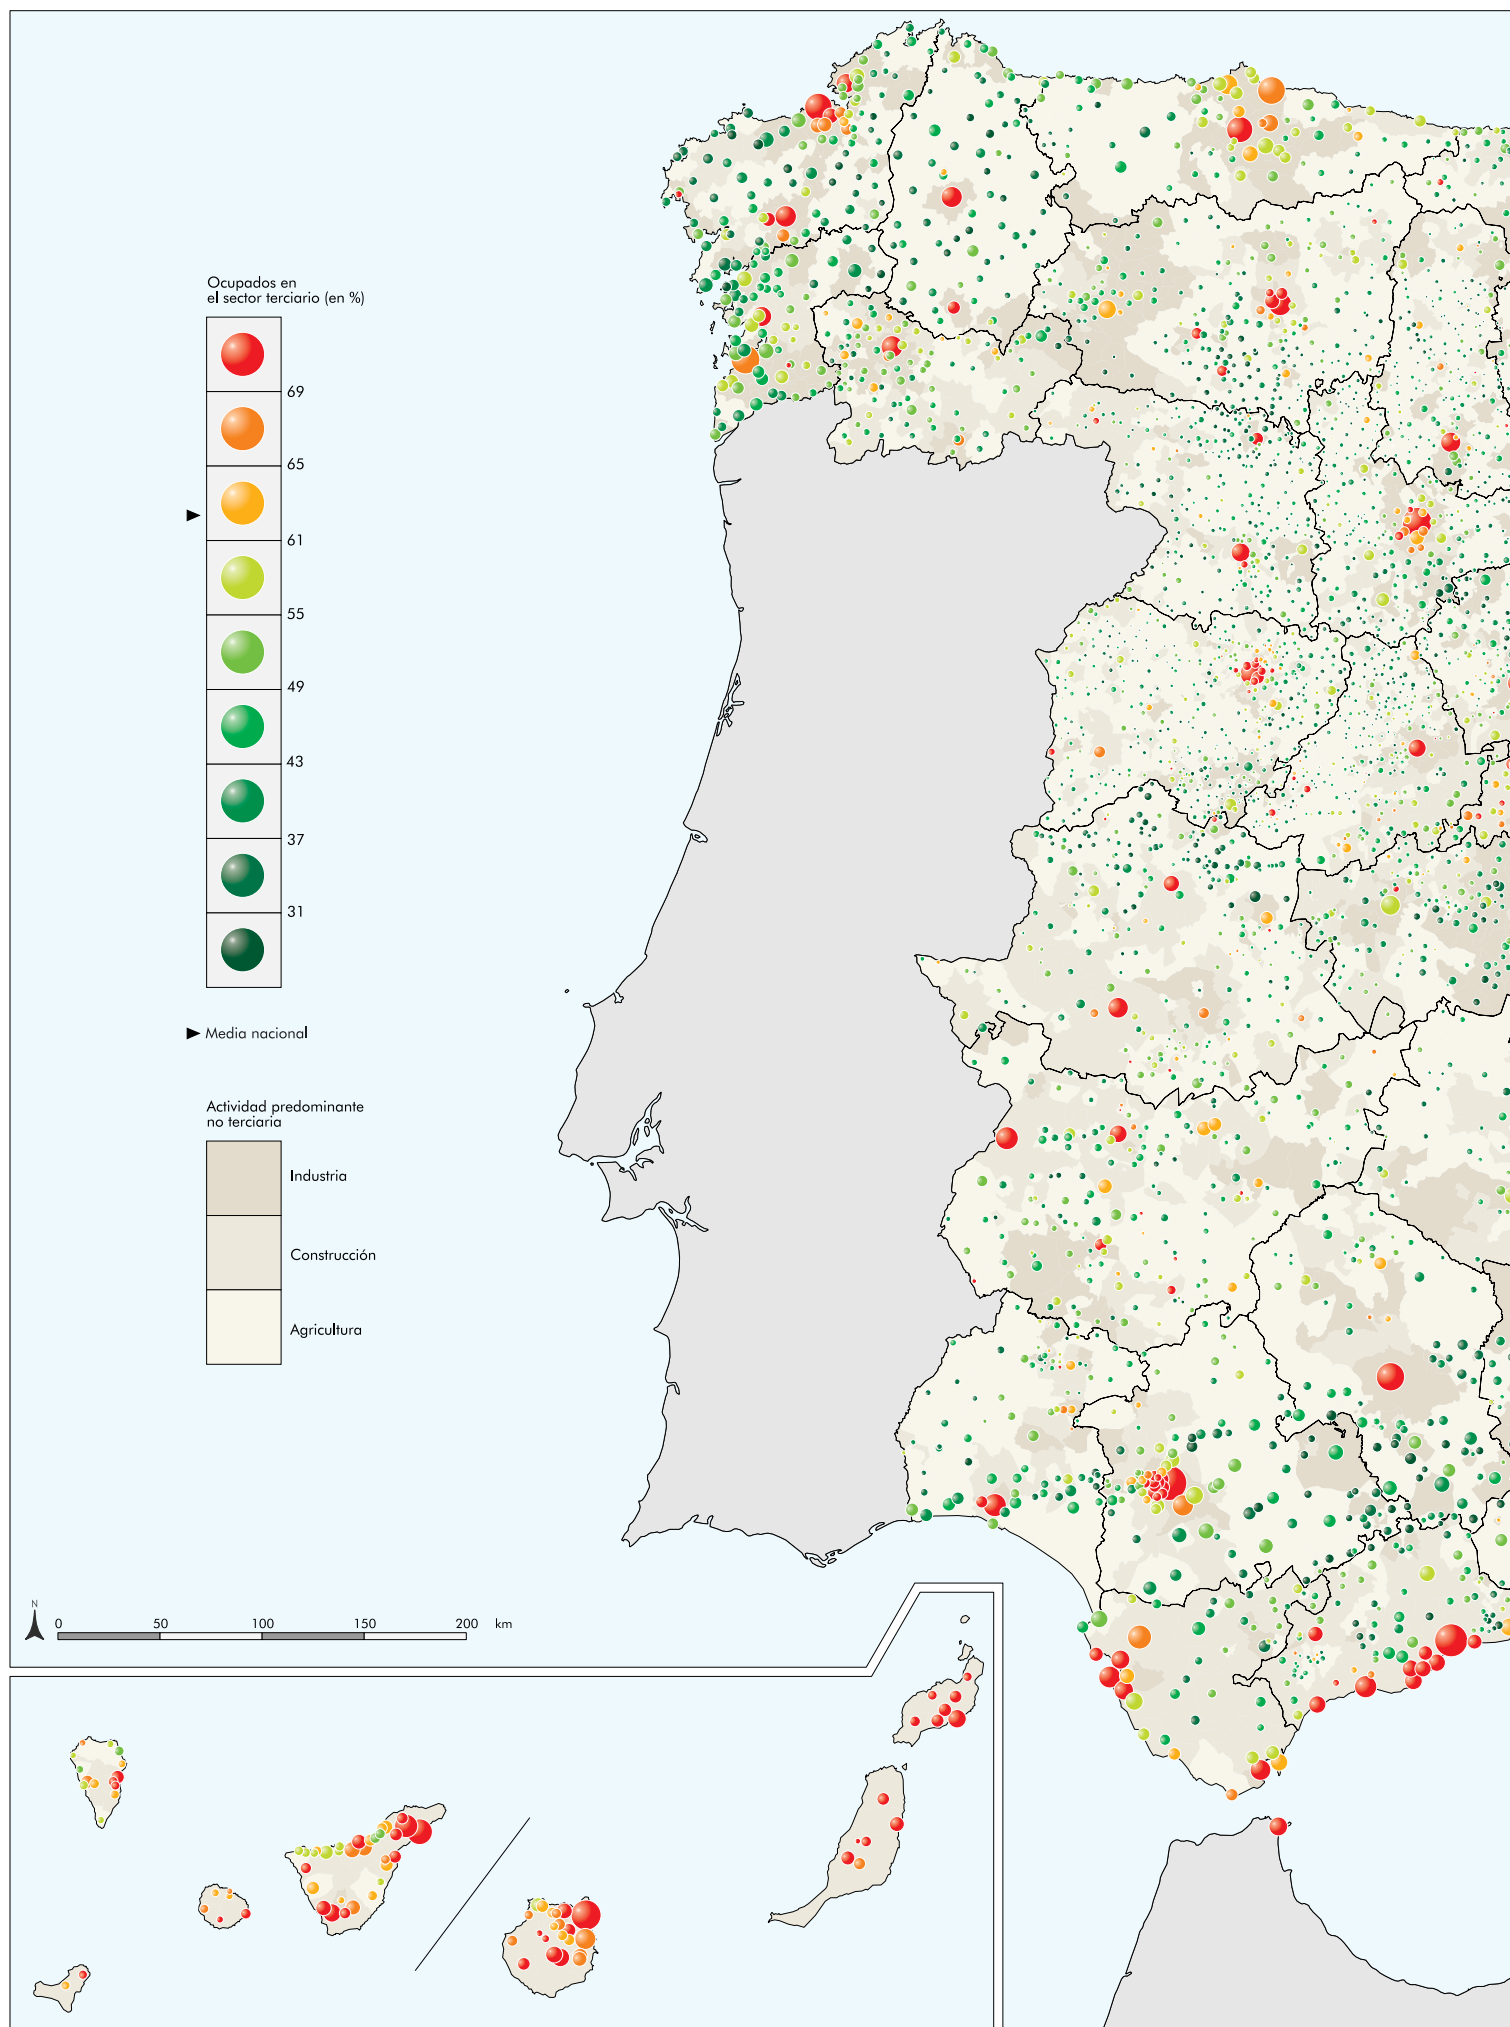 Ocupados en
el sector terciario (en %)
69
65
61
55
49
43
37
31
Media nacional
Actividad predominante
no terciaria
Industria
Construcción
Agricultura
N
0 50 100 150 200 km